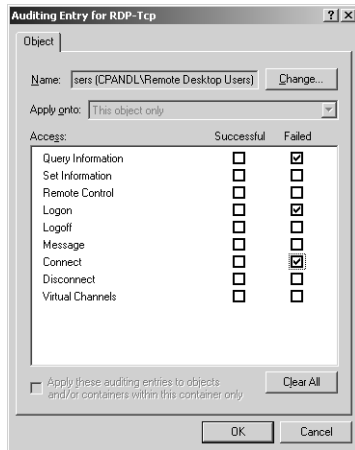 Auditing Entry for RDP-Tcp ? X
Object
Name: sers (CPANDL\Remote Desktop Users) Change...
Apply onto: This object only
Access: Successful Failed
Query Information
Set Information
Remote Control
Logon
Logoff
Message
Connect
Disconnect
Virtual Channels
Apply these auditing entries to objects Clear All
and/or containers within this container only
OK Cancel